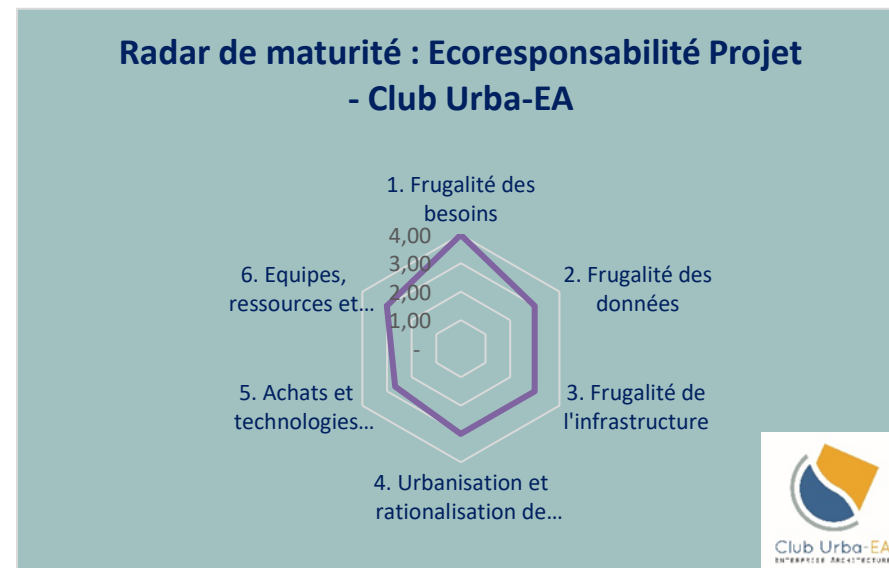 Radar de maturité : Ecoresponsabilité Projet
- Club Urba-EA
1. Frugalité des
besoins
4,00
3,00
2,00
1,00
-
2. Frugalité des
données
3. Frugalité de
l'infrastructure
4. Urbanisation et
rationalisation de...
5. Achats et
technologies...
6. Equipes,
ressources et...
Club Urba-EA
ENTERPRISE ARCHITECTURE